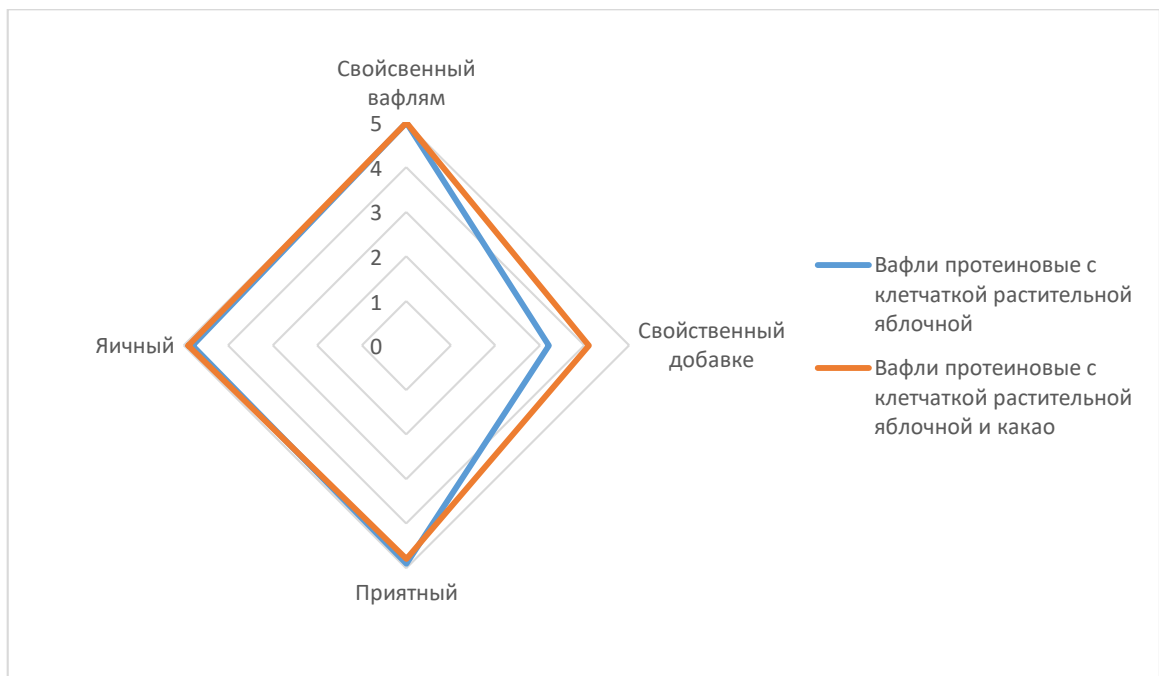 Свойсвенный
вафлям
5
4
3
2
1
0
Яичный
Свойственный
добавке
Приятный
Вафли протеиновые с
клетчаткой растительной
яблочной
Вафли протеиновые с
клетчаткой растительной
яблочной и какао